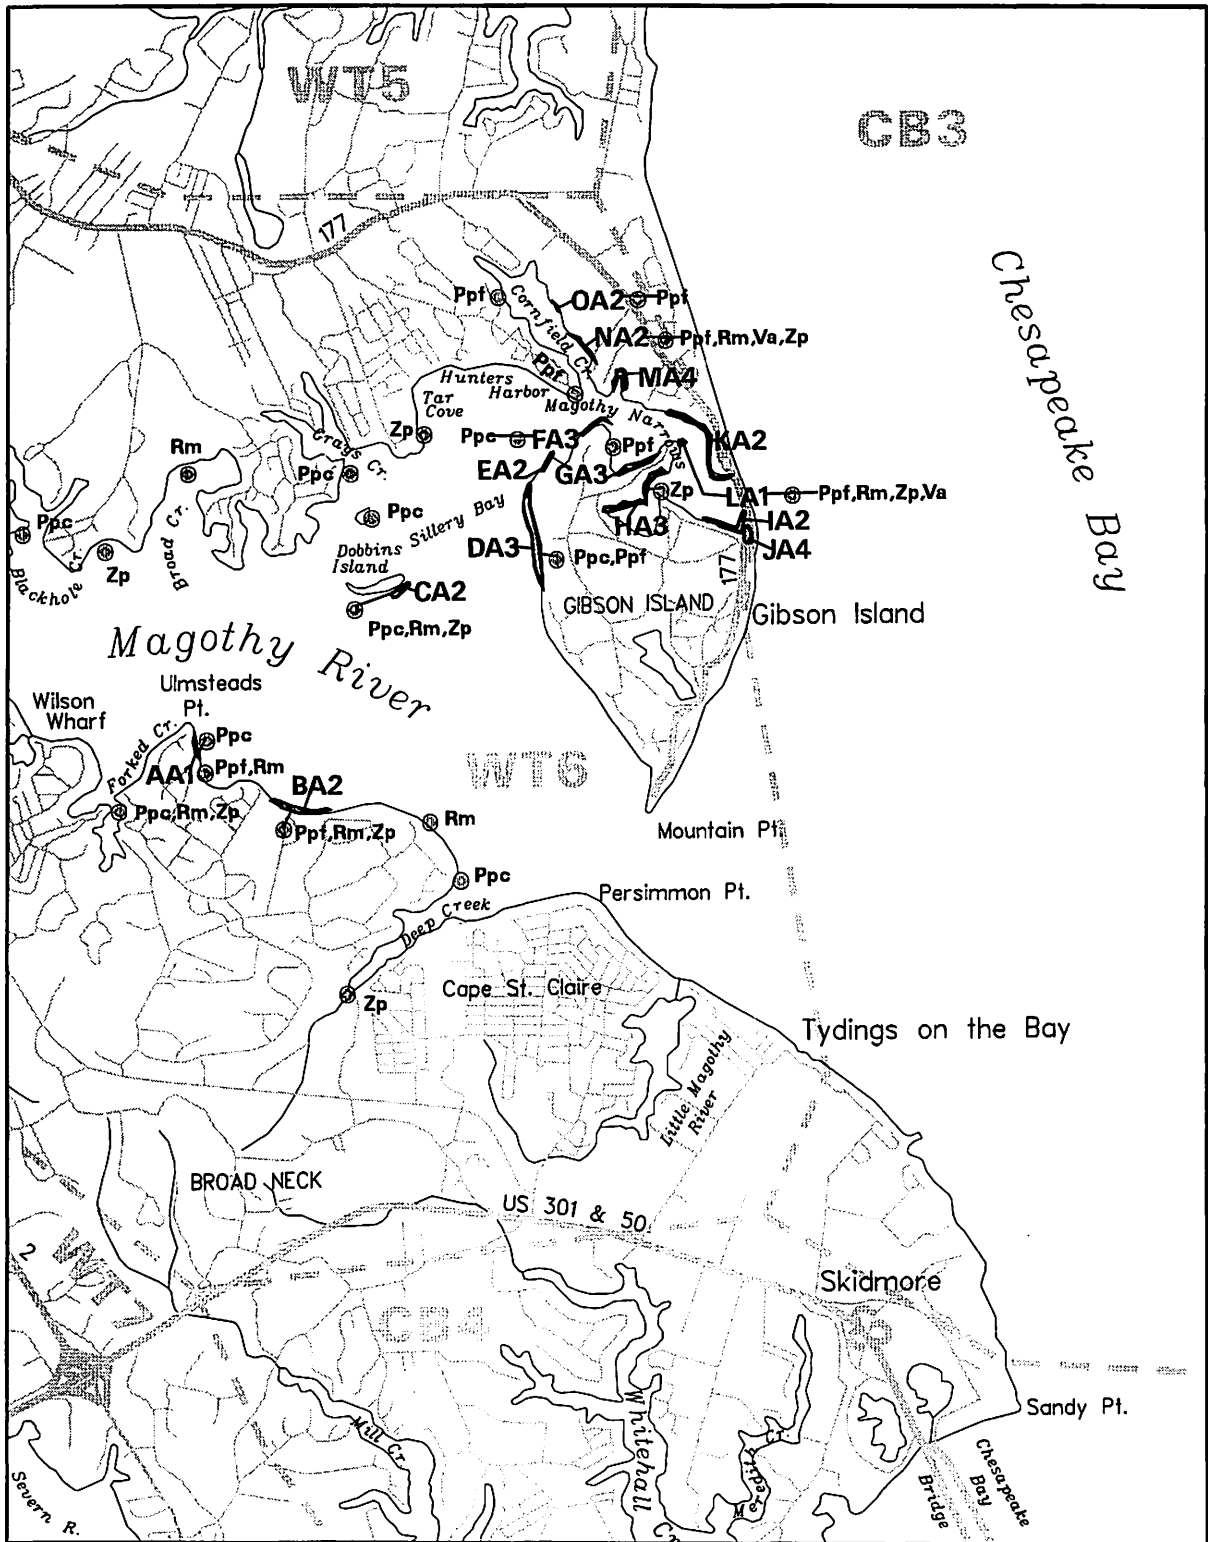 WT5
CB3
177
Chesapeake Bay
Ppf
Cornfield Cr.
OA2
Ppf
NA2
Ppf,Rm,Va,Zp
Ppf
MA4
Hunters
Harbor
Tar
Cove
Magothy Narrows
Zp
Ppc
FA3
Ppf
KA2
Rm
Grays Cr.
Ppc
EA2
GA3
Zp
LA1
Ppf,Rm,Zp,Va
Ppc
Ppc
Sillery Bay
HA3
IA2
JA4
Zp
Broad Cr.
Blackhole Cr.
Dobbins
Island
DA3
Ppc,Ppf
177
CA2
GIBSON ISLAND
Gibson Island
Ppc,Rm,Zp
Magothy River
Ulmsteads
Pt.
Wilson
Wharf
Forked Cr.
Ppc
AA1
Ppf,Rm
BA2
WT6
Ppc,Rm,Zp
Ppf,Rm,Zp
Rm
Mountain Pt.
Ppc
Persimmon Pt.
Deep Creek
Zp
Cape St. Claire
Tydings on the Bay
Little Magothy
River
BROAD NECK
US 301 & 50
2
WT7
CB4
Skidmore
Sandy Pt.
Mill Cr.
Whitehall Cr.
Meredith Cr.
Severn R.
Chesapeake
Bay
Bridge